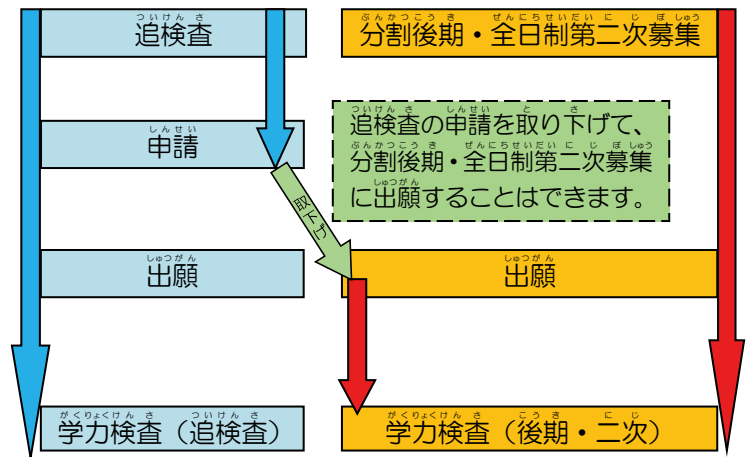 追検査
分割後期・全日制第二次募集
申請
追検査の申請を取り下げて、
分割後期・全日制第二次募集
に出願することはできます。
取下げ
出願
出願
学力検査（追検査）
学力検査（後期・二次）